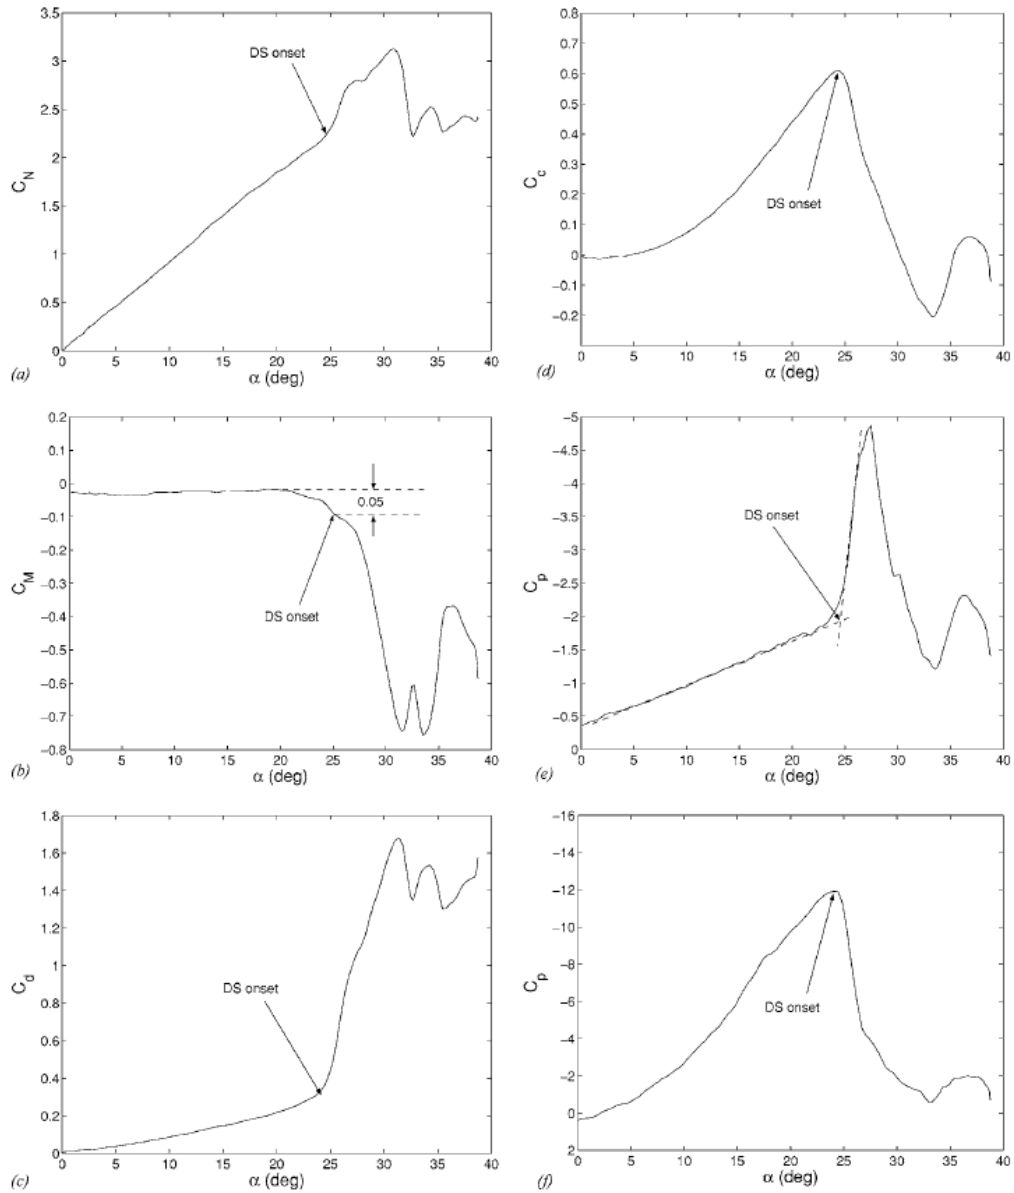 3.5
3
2.5
2
1.5
1
0.5
0
C_N
DS onset
0 5 10 15 20 25 30 35 40
α (deg)
(a)
0.8
0.7
0.6
0.5
0.4
0.3
0.2
0.1
0
−0.1
−0.2
C_c
DS onset
0 5 10 15 20 25 30 35 40
α (deg)
(d)
0.2
0.1
0
−0.1
−0.2
−0.3
−0.4
−0.5
−0.6
−0.7
−0.8
C_M
0.05
DS onset
0 5 10 15 20 25 30 35 40
α (deg)
(b)
−5
−4.5
−4
−3.5
−3
−2.5
−2
−1.5
−1
−0.5
0
C_p
DS onset
0 5 10 15 20 25 30 35 40
α (deg)
(e)
1.8
1.6
1.4
1.2
1
0.8
0.6
0.4
0.2
0
C_d
DS onset
0 5 10 15 20 25 30 35 40
α (deg)
(c)
−16
−14
−12
−10
−8
−6
−4
−2
0
2
C_p
DS onset
0 5 10 15 20 25 30 35 40
α (deg)
(f)